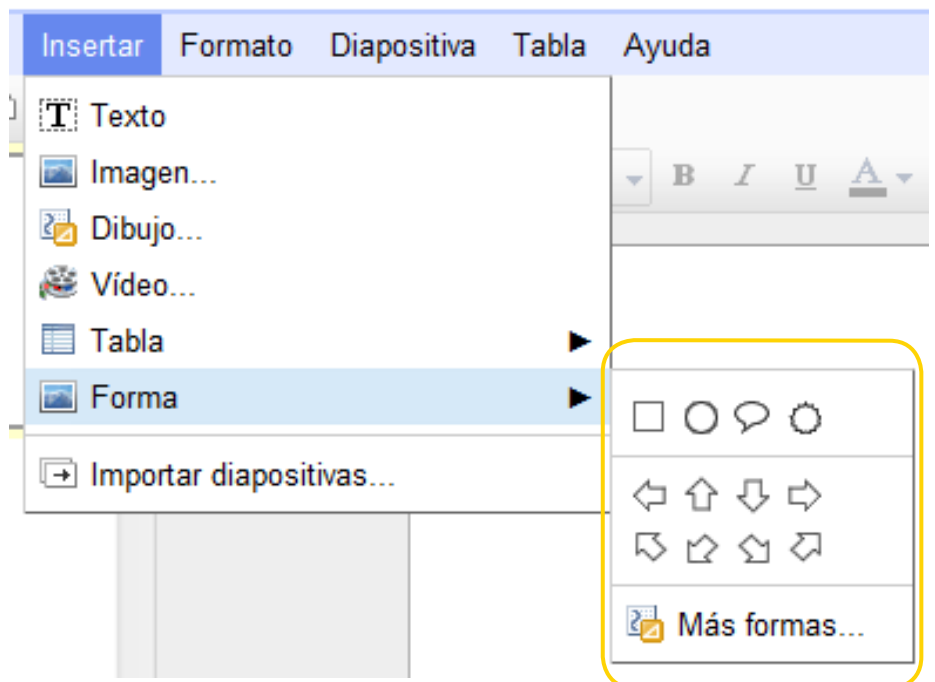 Insertar Formato Diapositiva Tabla Ayuda
T Texto
Imagen...
B I U A
Dibujo...
Vídeo...
Tabla
Forma
Importar diapositivas...
Más formas...